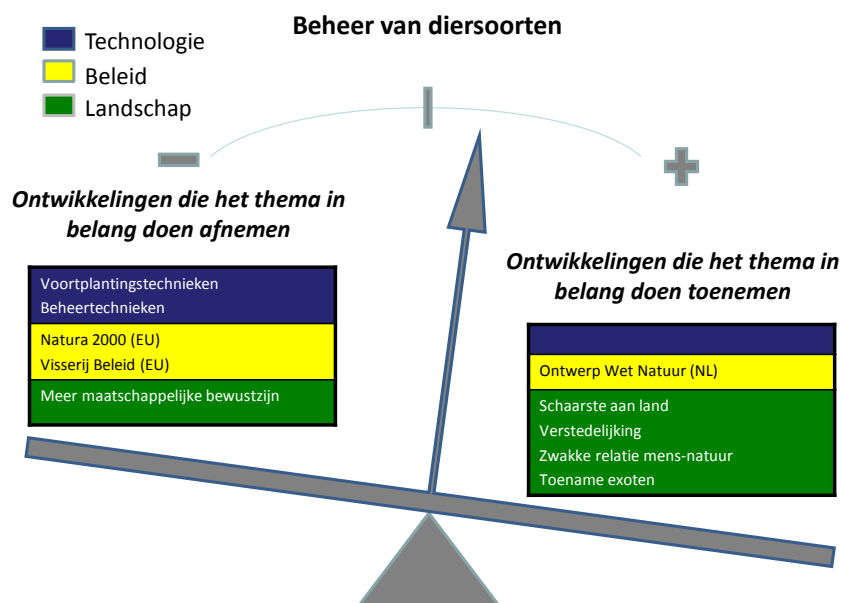 Beheer van diersoorten
Technologie
Beleid
Landschap
Ontwikkelingen die het thema in
belang doen afnemen
Voortplantingstechnieken
Beheertechnieken
Natura 2000 (EU)
Visserij Beleid (EU)
Meer maatschappelijke bewustzijn
Ontwikkelingen die het thema in
belang doen toenemen
Ontwerp Wet Natuur (NL)
Schaarste aan land
Verstedelijking
Zwakke relatie mens-natuur
Toename exoten